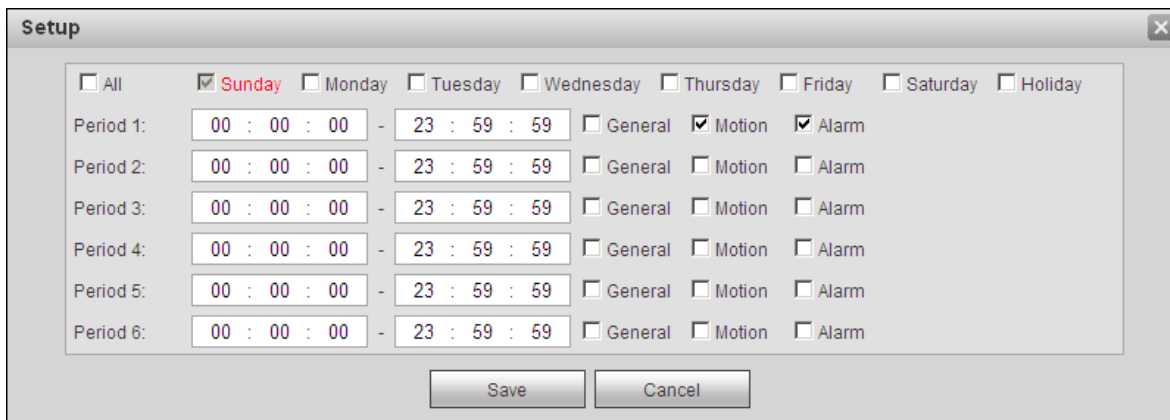 Setup
All Sunday Monday Tuesday Wednesday Thursday Friday Saturday Holiday
Period 1: 00 : 00 : 00 - 23 : 59 : 59 General Motion Alarm
Period 2: 00 : 00 : 00 - 23 : 59 : 59 General Motion Alarm
Period 3: 00 : 00 : 00 - 23 : 59 : 59 General Motion Alarm
Period 4: 00 : 00 : 00 - 23 : 59 : 59 General Motion Alarm
Period 5: 00 : 00 : 00 - 23 : 59 : 59 General Motion Alarm
Period 6: 00 : 00 : 00 - 23 : 59 : 59 General Motion Alarm
Save Cancel